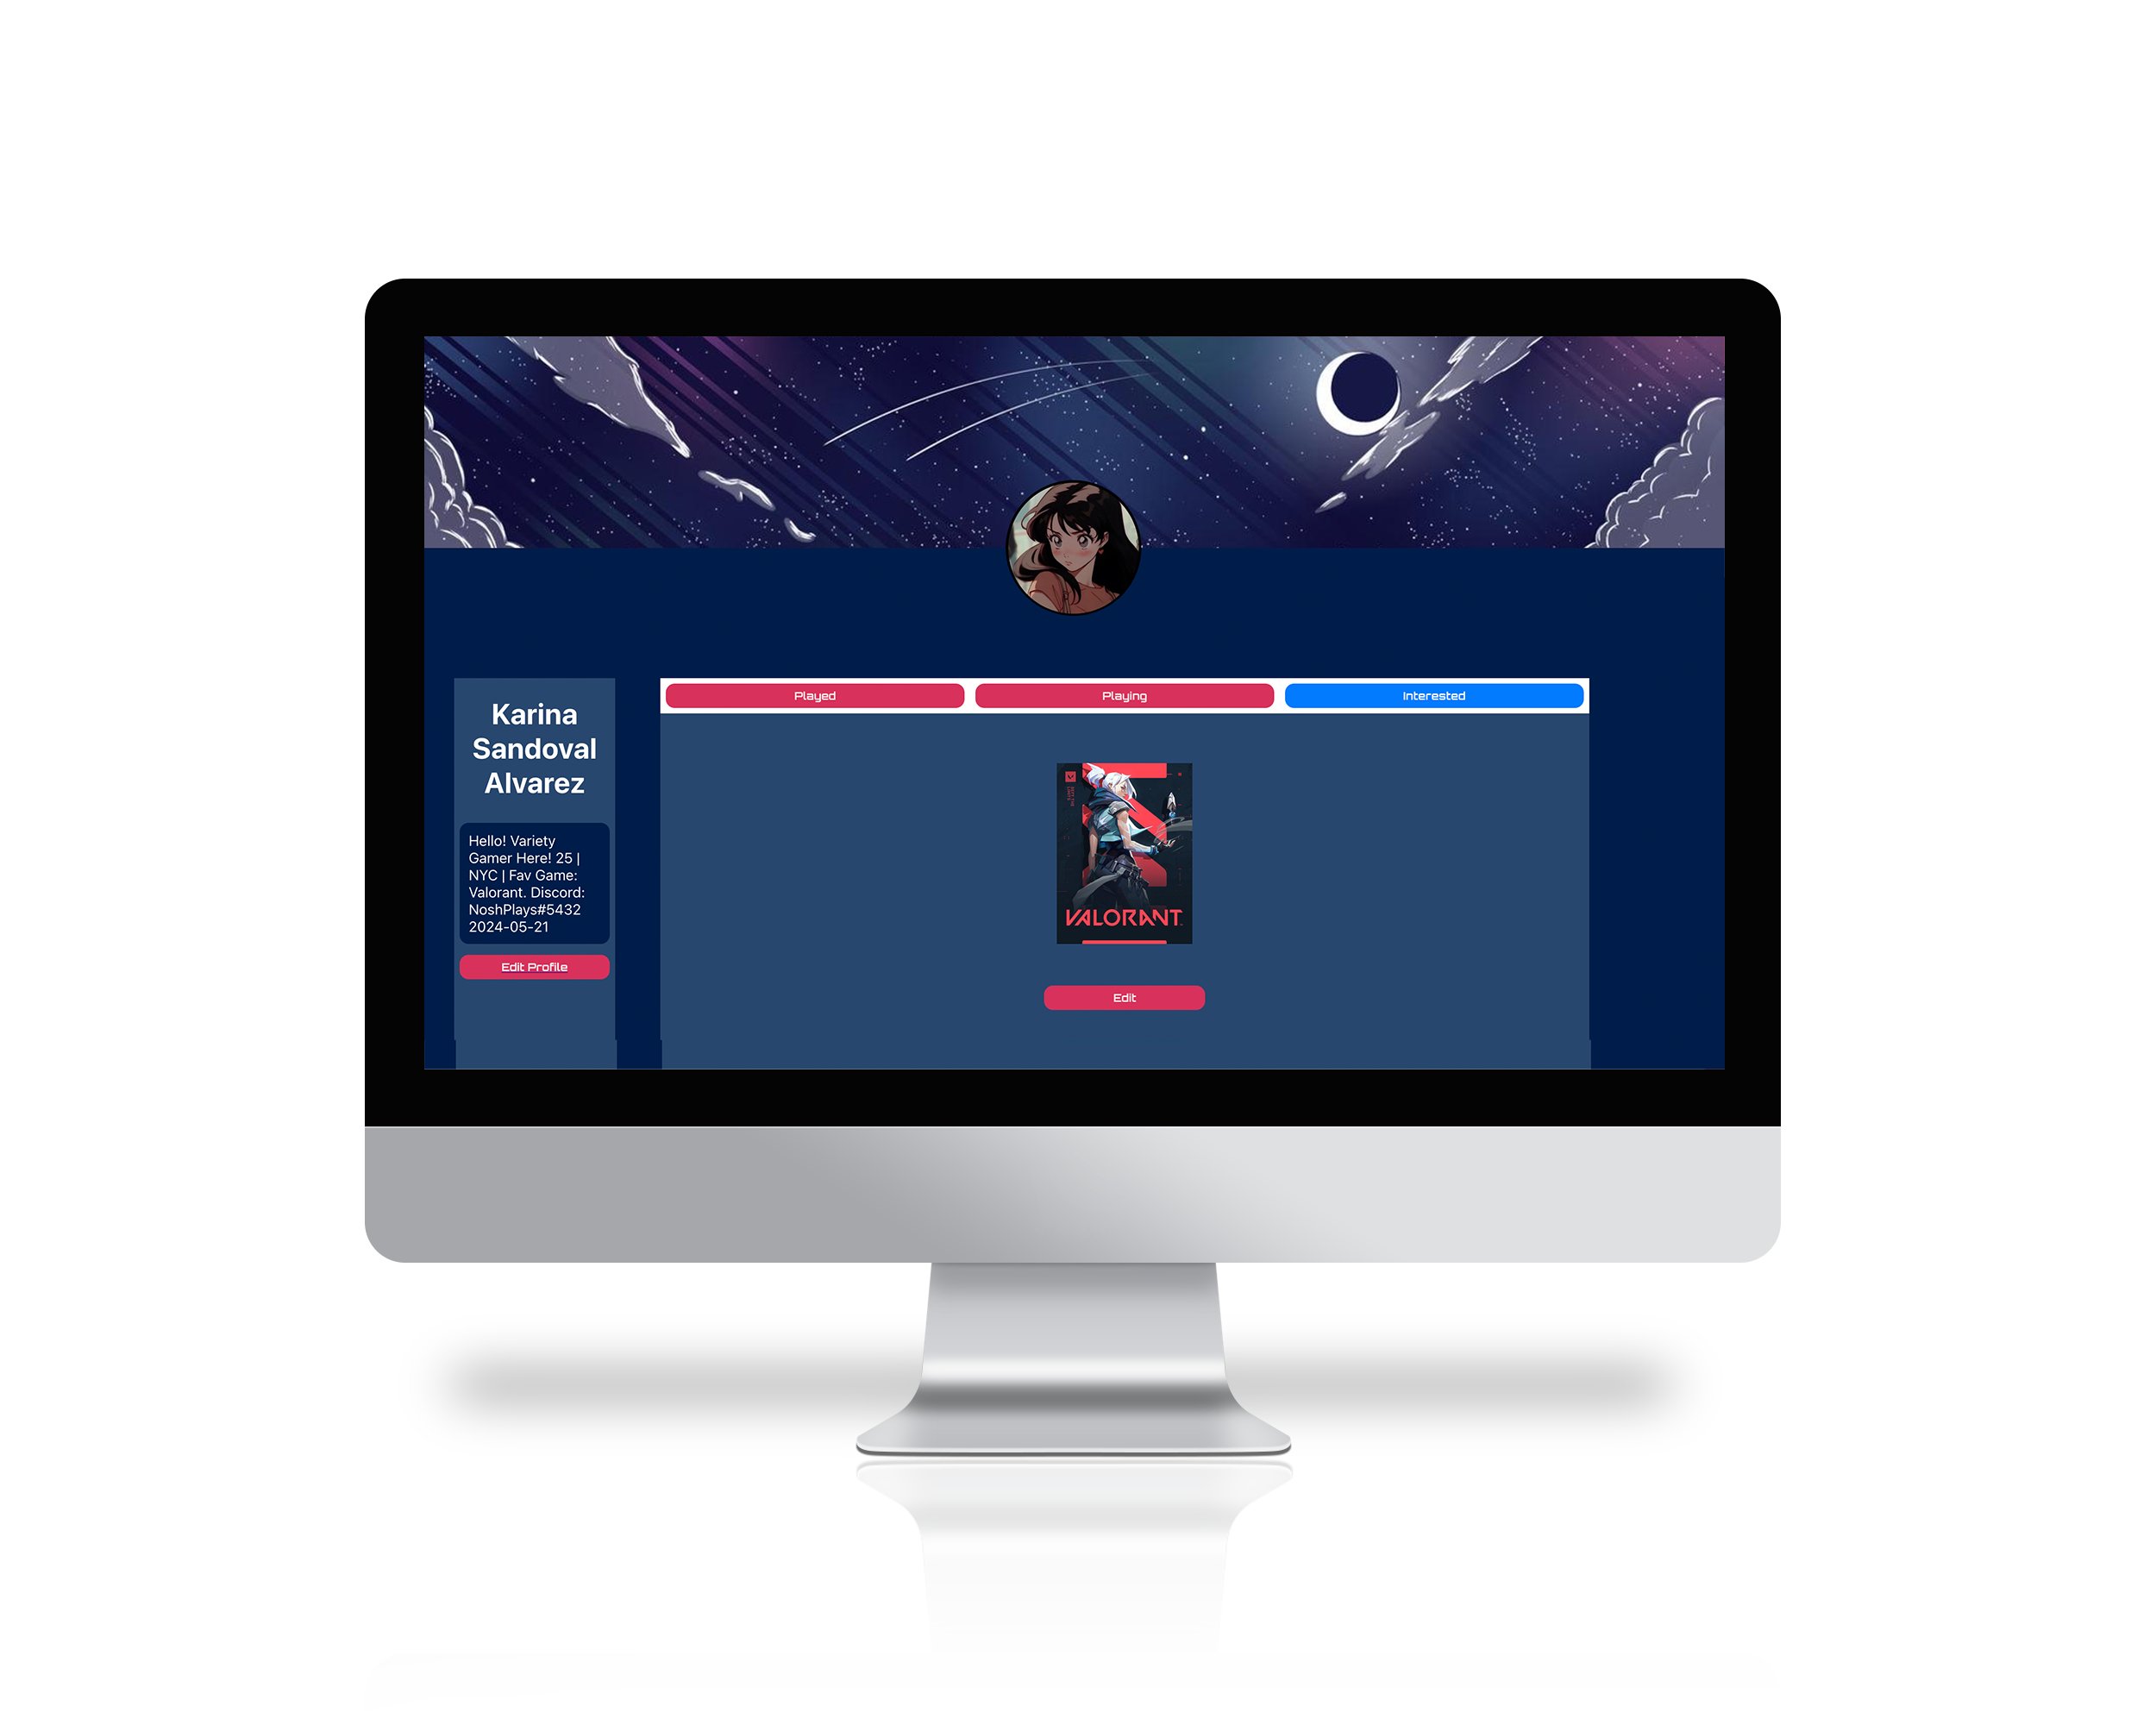 Karina
Sandoval
Alvarez
Hello! Variety
Gamer Here! 25 |
NYC | Fav Game:
Valorant. Discord:
NoshPlays#5432
2024-05-21
Edit Profile
Played
Playing
Interested
VALORANT
Edit